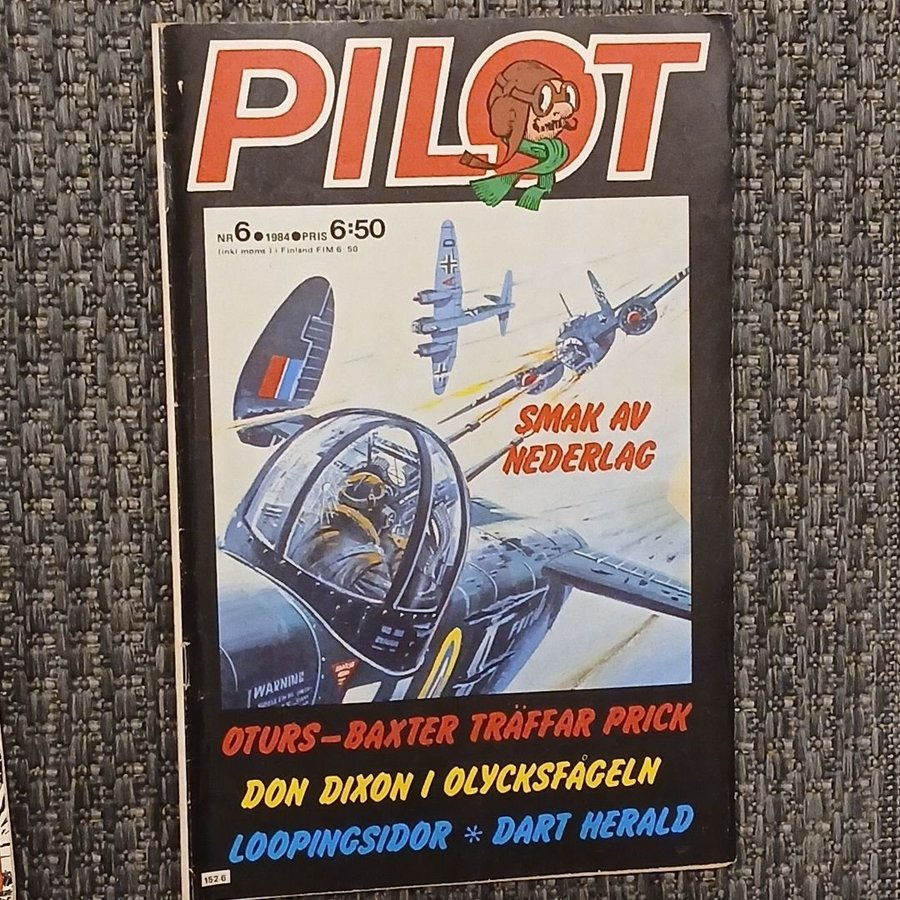 PILOT
NR 6 ● 1984 ● PRIS 6:50
(inkl moms) i Finland FIM 6:50
SMAK AV
NEDERLAG
WARNING
OTURS-BAXTER TRÄFFAR PRICK
DON DIXON I OLYCKSFÅGELN
LOOPINGSIDOR * DART HERALD
152 6